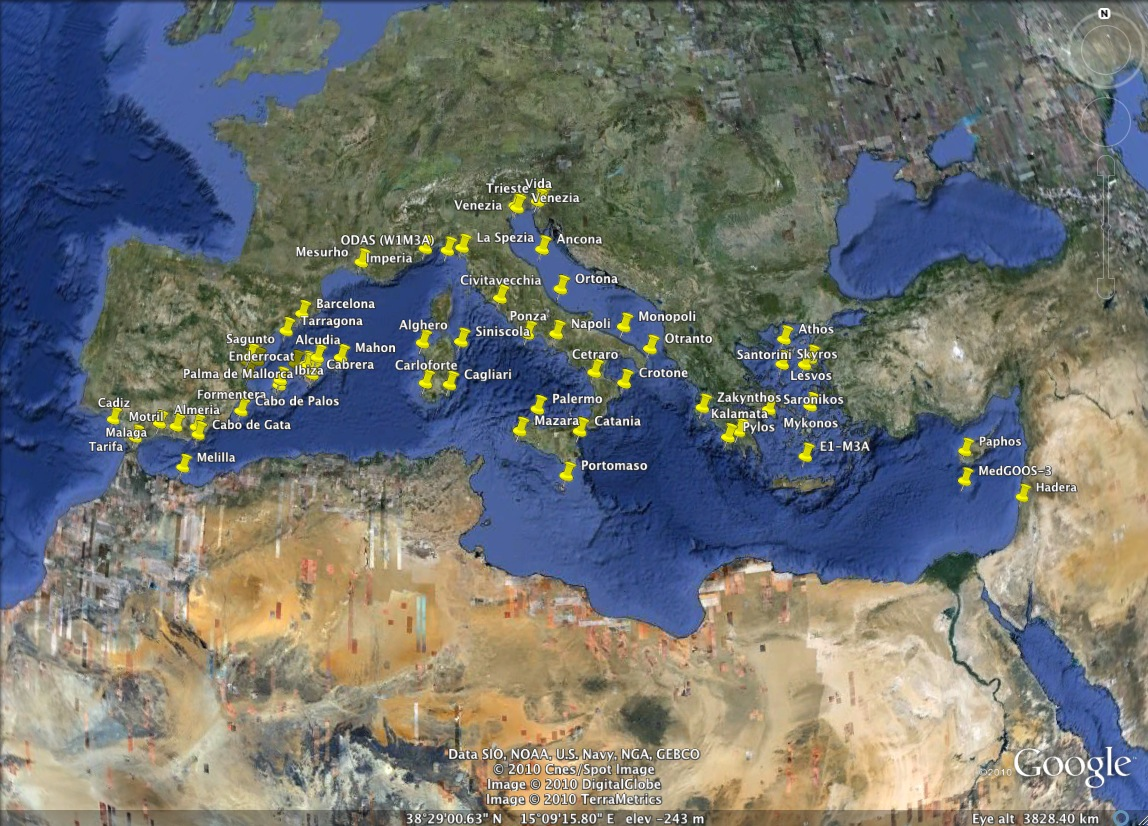 N
Vida
Trieste
Venezia
Venezia
ODAS (W1M3A)
La Spezia
Ancona
Mesurho
Imperia
Civitavecchia
Ortona
Barcelona
Tarragona
Ponza
Monopoli
Alghero
Siniscola
Napoli
Athos
Sagunto
Alcudia
Otranto
Enderrocat
Mahon
Cetraro
Santorini
Skyros
Palma de Mallorca
Ibiza
Cabrera
Carloforte
Cagliari
Crotone
Lesvos
Formentera
Cabo de Palos
Palermo
Zakynthos
Saronikos
Cadiz
Motril
Almeria
Kalamata
Malaga
Cabo de Gata
Mazara
Catania
Pylos
Mykonos
Tarifa
E1-M3A
Paphos
Melilla
Portomaso
MedGOOS-3
Hadera
Data SIO, NOAA, U.S. Navy, NGA, GEBCO
© 2010 Cnes/Spot Image
Image © 2010 DigitalGlobe
Image © 2010 TerraMetrics
©2010 Google
38°29'00.63" N 15°09'15.80" E elev -243 m
Eye alt 3828.40 km